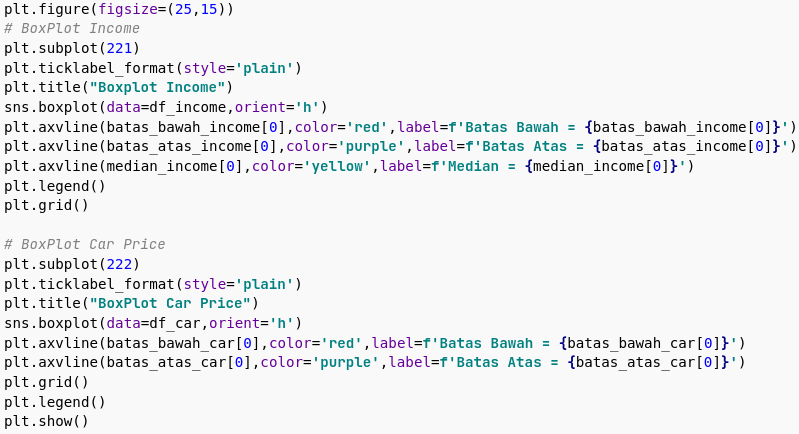 plt.figure(figsize=(25,15))
# BoxPlot Income
plt.subplot(221)
plt.ticklabel_format(style='plain')
plt.title("Boxplot Income")
sns.boxplot(data=df_income,orient='h')
plt.axvline(batas_bawah_income[0],color='red',label=f'Batas Bawah = {batas_bawah_income[0]}')
plt.axvline(batas_atas_income[0],color='purple',label=f'Batas Atas = {batas_atas_income[0]}')
plt.axvline(median_income[0],color='yellow',label=f'Median = {median_income[0]}')
plt.legend()
plt.grid()

# BoxPlot Car Price
plt.subplot(222)
plt.ticklabel_format(style='plain')
plt.title("BoxPlot Car Price")
sns.boxplot(data=df_car,orient='h')
plt.axvline(batas_bawah_car[0],color='red',label=f'Batas Bawah = {batas_bawah_car[0]}')
plt.axvline(batas_atas_car[0],color='purple',label=f'Batas Atas = {batas_atas_car[0]}')
plt.grid()
plt.legend()
plt.show()